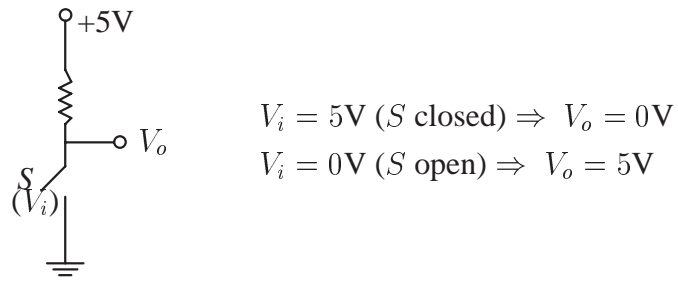 +5V
V_o
S
(V_i)
V_i = 5V (S closed) ⇒ V_o = 0V
V_i = 0V (S open) ⇒ V_o = 5V